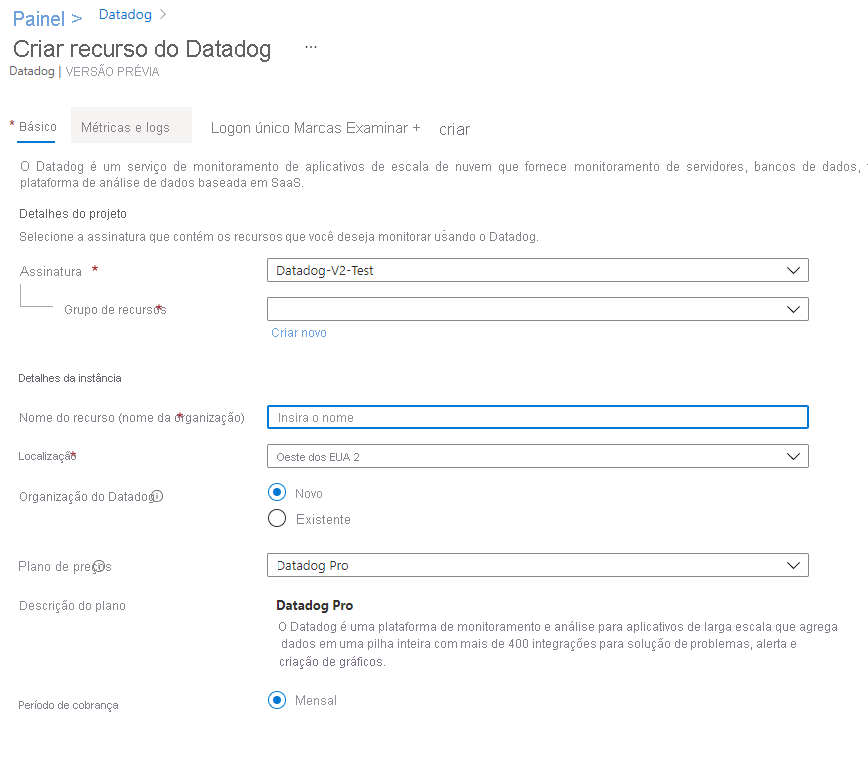 Painel > Datadog >
Criar recurso do Datadog ...
Datadog | VERSÃO PRÉVIA
* Básico Métricas e logs Logon único Marcas Examinar + criar
O Datadog é um serviço de monitoramento de aplicativos de escala de nuvem que fornece monitoramento de servidores, bancos de dados,
plataforma de análise de dados baseada em SaaS.
Detalhes do projeto
Selecione a assinatura que contém os recursos que você deseja monitorar usando o Datadog.
Assinatura * Datadog-V2-Test
Grupo de recursos *
Criar novo
Detalhes da instância
Nome do recurso (nome da organização) * Insira o nome
Localização * Oeste dos EUA 2
Organização do Datadog Novo
Existente
Plano de preços Datadog Pro
Descrição do plano Datadog Pro
O Datadog é uma plataforma de monitoramento e análise para aplicativos de larga escala que agrega
dados em uma pilha inteira com mais de 400 integrações para solução de problemas, alerta e
criação de gráficos.
Período de cobrança Mensal